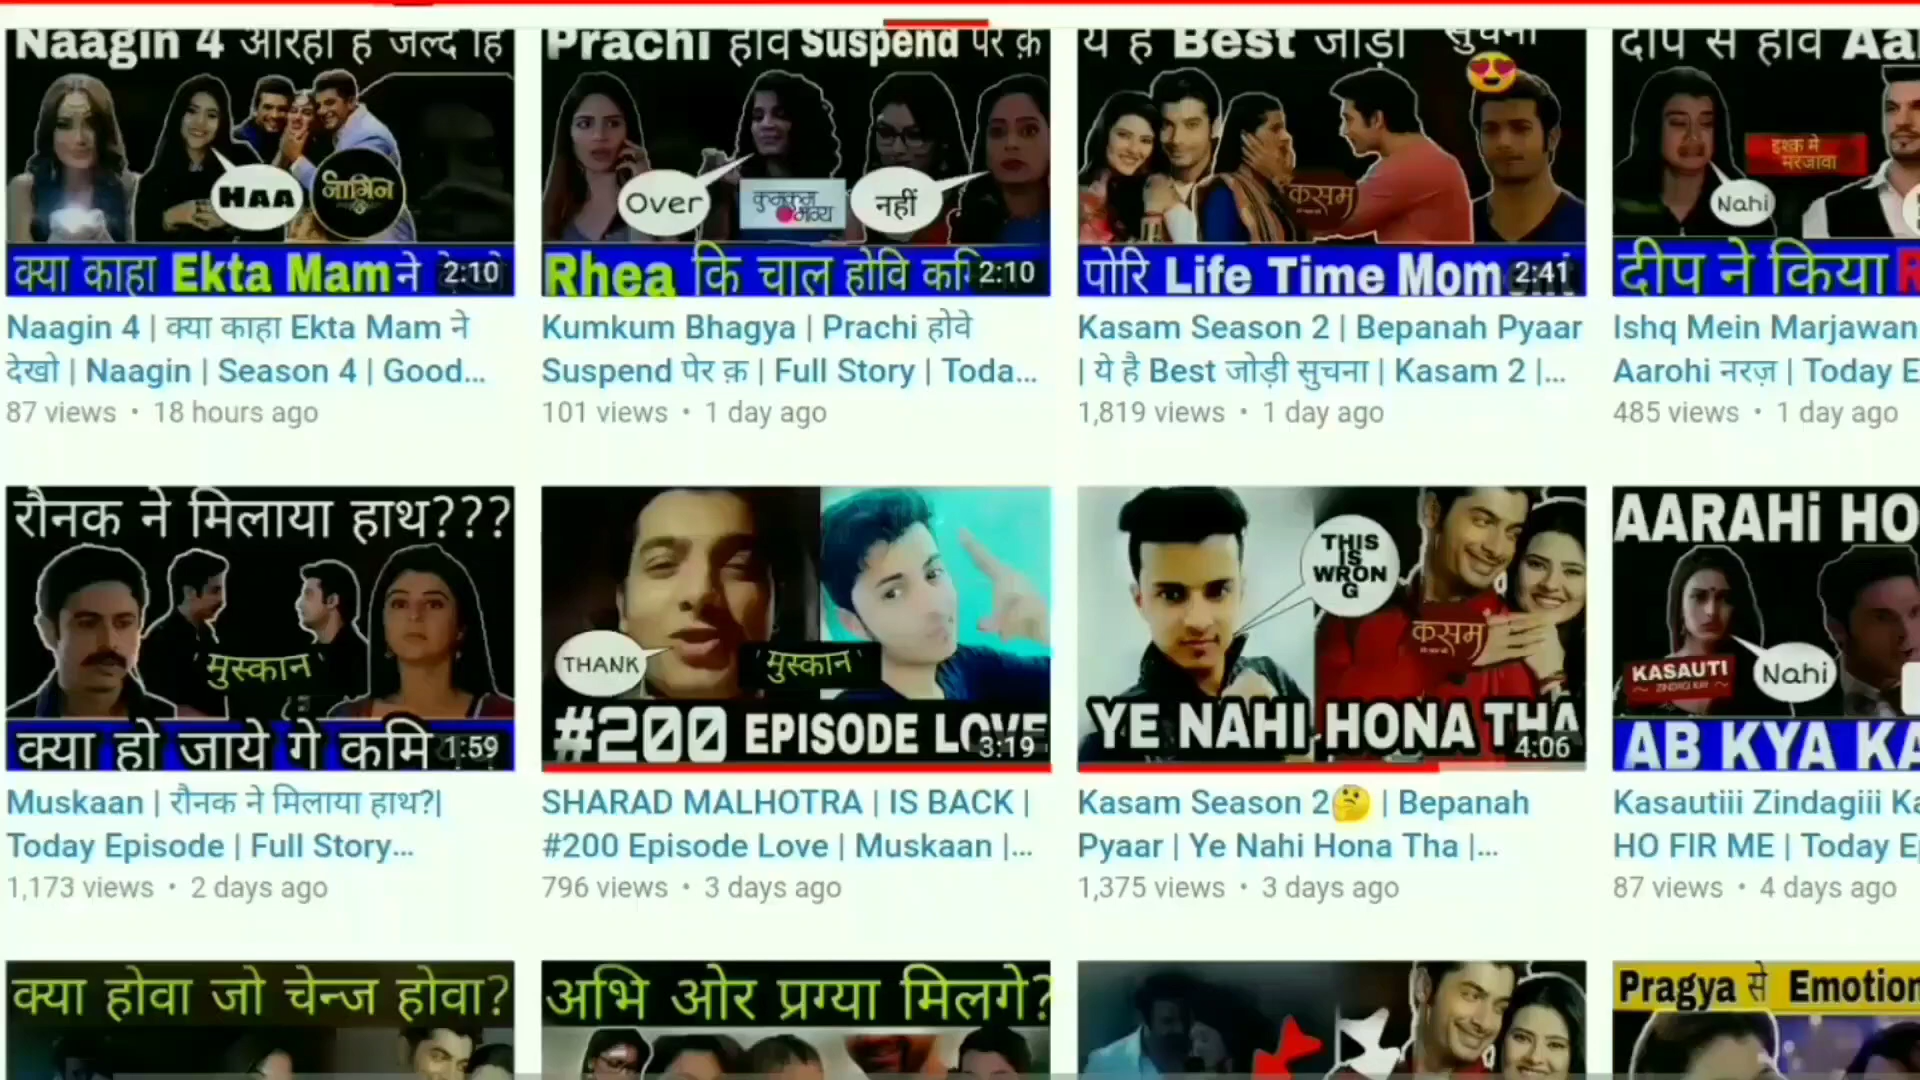 Naagin 4 आरहा है जल्द हि
HAA
नागिन
क्या काहा Ekta Mam ने
2:10
Naagin 4 | क्या काहा Ekta Mam ने
देखो | Naagin | Season 4 | Good...
87 views • 18 hours ago
Prachi होवे Suspend पेर क़
Over
कुमकुम भाग्य
नहीं
Rhea कि चाल होवि
2:10
Kumkum Bhagya | Prachi होवे
Suspend पेर क़ | Full Story | Toda...
101 views • 1 day ago
ये है Best जोड़ी सुचना
कसम
पोरि Life Time Moment
2:41
Kasam Season 2 | Bepanah Pyaar
| ये है Best जोड़ी सुचना | Kasam 2 |...
1,819 views • 1 day ago
दीप से होवे Aa
इश्क़ में
मरजावा
Nahi
दीप ने किया R
Ishq Mein Marjawan
Aarohi नरज़ | Today E
485 views • 1 day ago
रौनक ने मिलाया हाथ???
मुस्कान
क्या हो जाये गे कमि
1:59
Muskaan | रौनक ने मिलाया हाथ?|
Today Episode | Full Story...
1,173 views • 2 days ago
THANK
' मुस्कान '
#200 EPISODE LOVE
3:19
SHARAD MALHOTRA | IS BACK |
#200 Episode Love | Muskaan |...
796 views • 3 days ago
THIS
IS
WRON
G
कसम
YE NAHI HONA THA
4:06
Kasam Season 2🤔 | Bepanah
Pyaar | Ye Nahi Hona Tha |...
1,375 views • 3 days ago
AARAHi HO
KASAUTI
ZINDAGII KAY
Nahi
AB KYA KA
Kasautiii Zindagiii Ka
HO FIR ME | Today E
87 views • 4 days ago
क्या होवा जो चेन्ज होवा?
अभि ओर प्रग्या मिलगे?
Pragya से Emotion